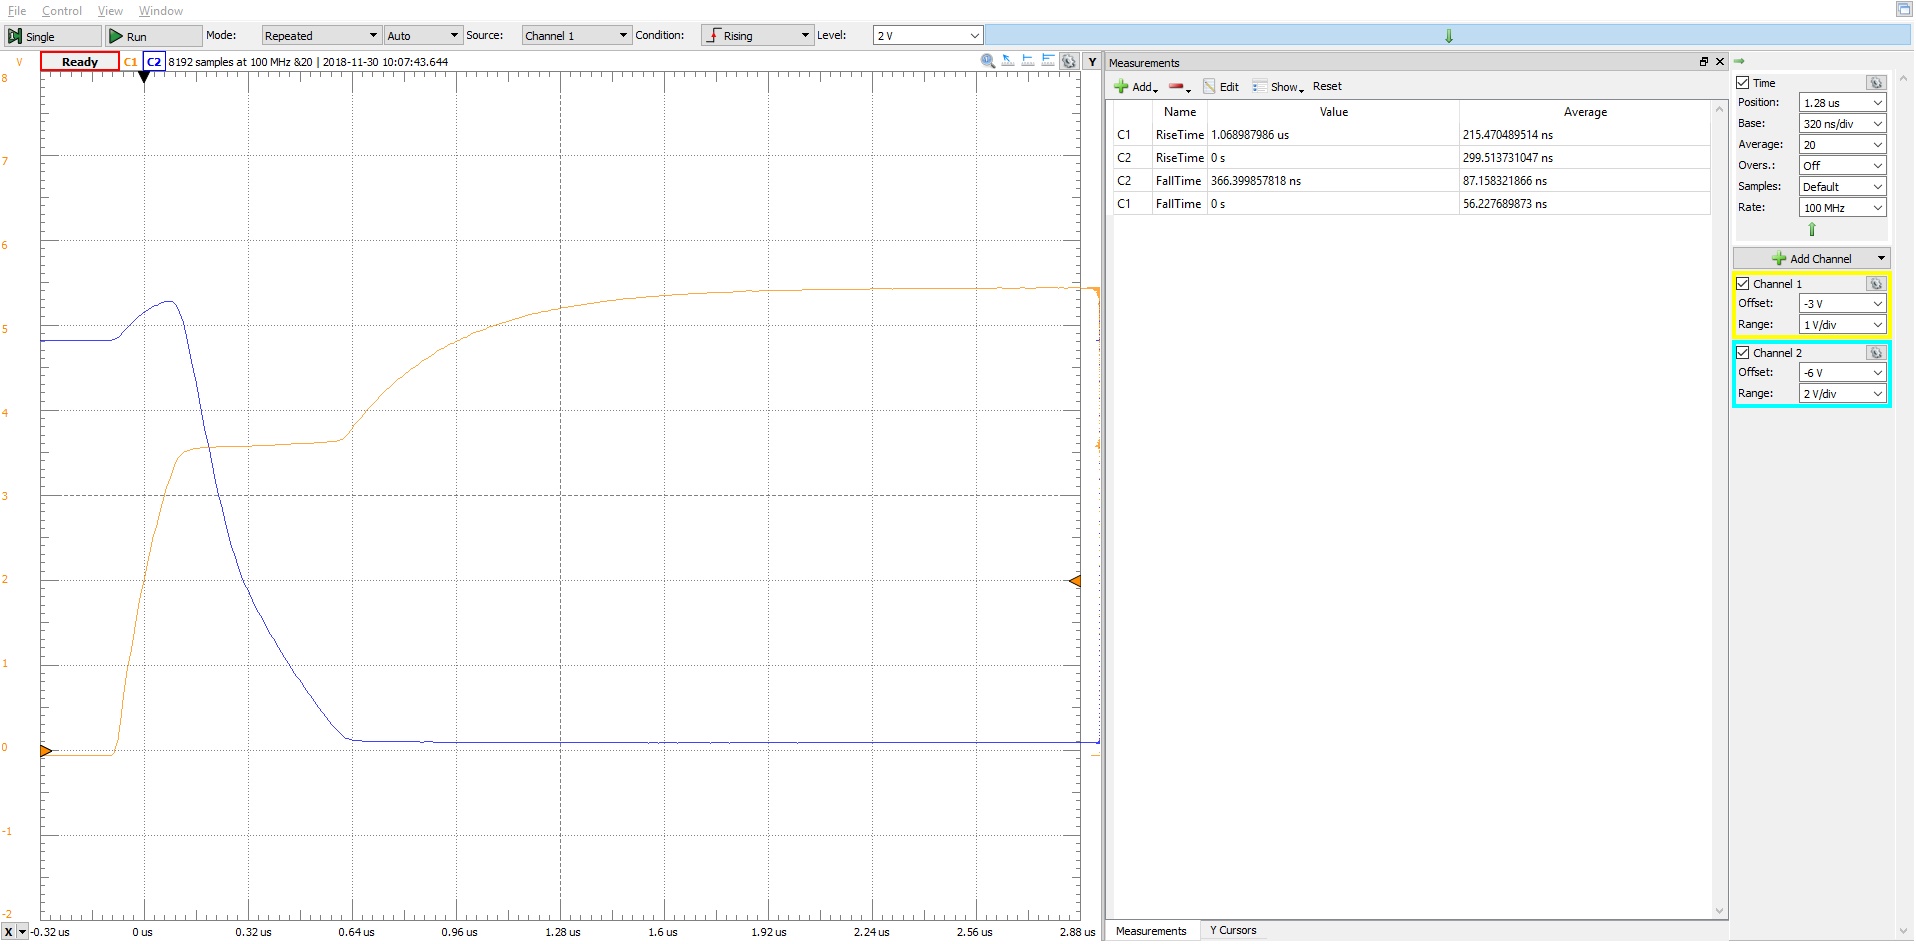 File Control View Window
Single Run Mode: Repeated Auto Source: Channel 1 Condition: Rising Level: 2 V
V Ready C1 C2 8192 samples at 100 MHz &20 | 2018-11-30 10:07:43.644 Y
8
7
6
5
4
3
2
1
0
-1
-2
X -0.32 us 0 us 0.32 us 0.64 us 0.96 us 1.28 us 1.6 us 1.92 us 2.24 us 2.56 us 2.88 us
Measurements
Add Edit Show Reset
Name Value Average
C1 RiseTime 1.068987986 us 215.470489514 ns
C2 RiseTime 0 s 299.513731047 ns
C2 FallTime 366.399857818 ns 87.158321866 ns
C1 FallTime 0 s 56.227689873 ns
Measurements Y Cursors
Time
Position: 1.28 us
Base: 320 ns/div
Average: 20
Overs.: Off
Samples: Default
Rate: 100 MHz
Add Channel
Channel 1
Offset: -3 V
Range: 1 V/div
Channel 2
Offset: -6 V
Range: 2 V/div